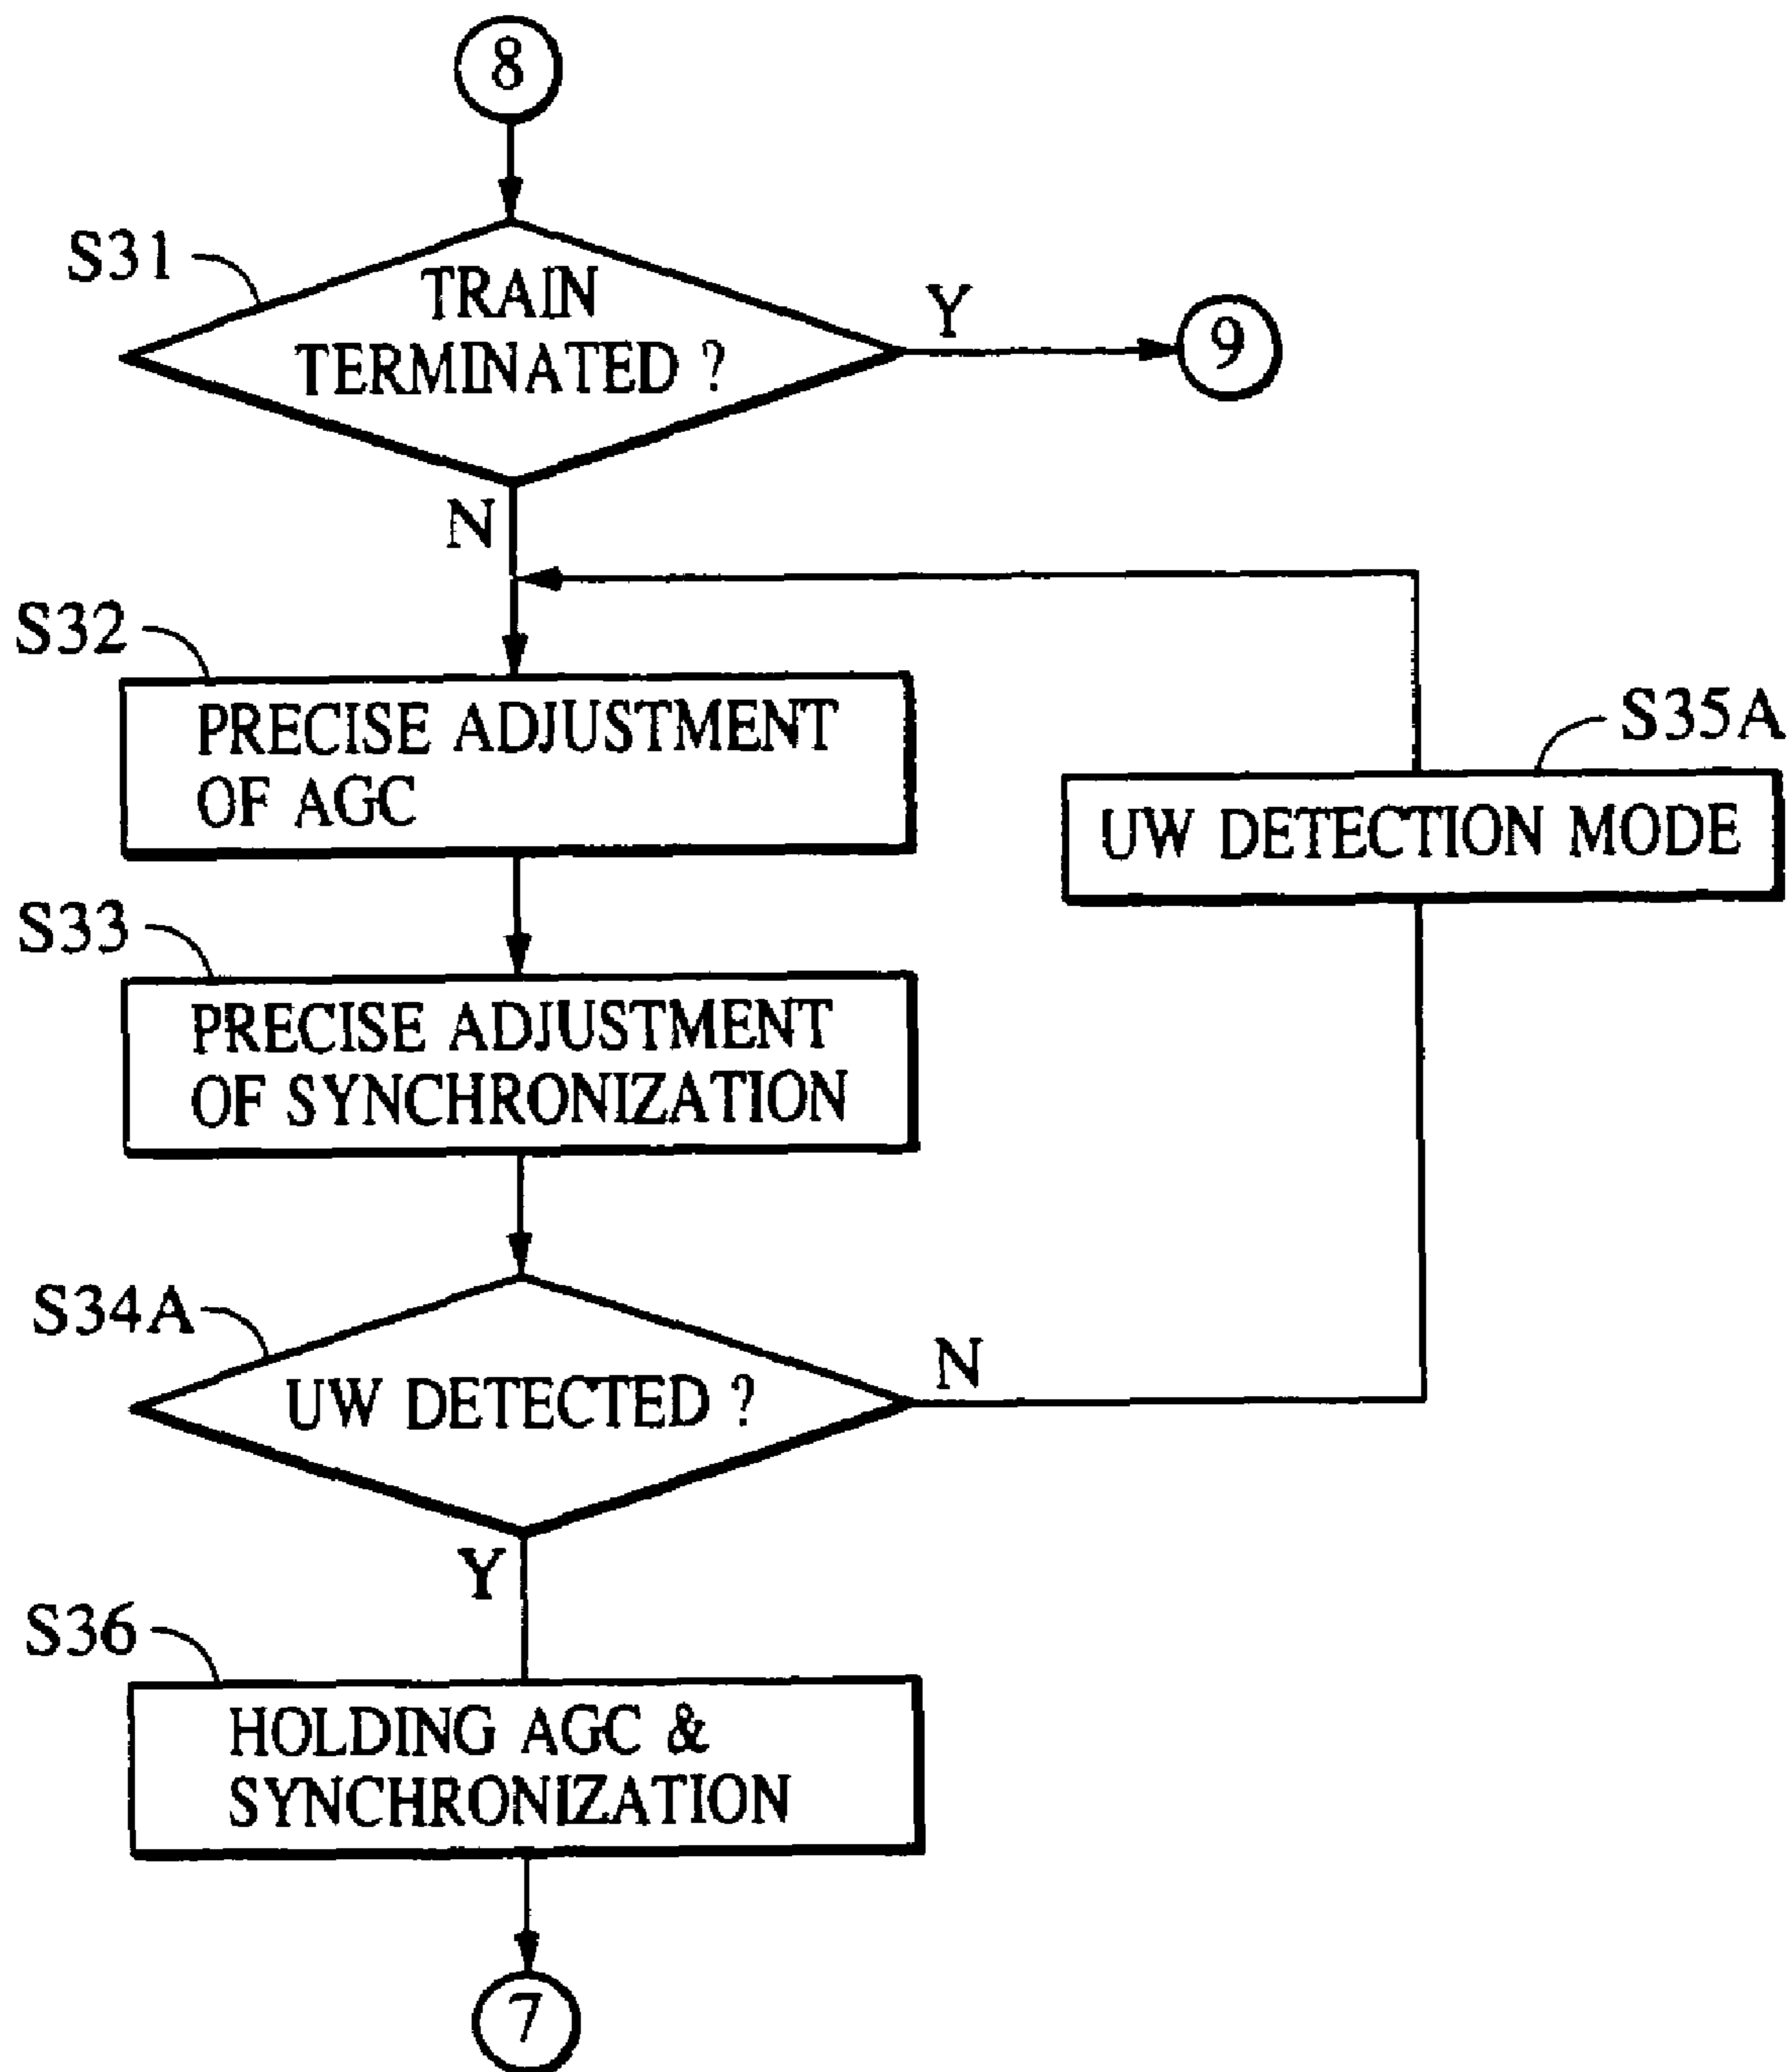 8
S31
TRAIN
TERMINATED ?
Y
9
N
S32
PRECISE ADJUSTMENT
OF AGC
S35A
UW DETECTION MODE
S33
PRECISE ADJUSTMENT
OF SYNCHRONIZATION
S34A
UW DETECTED ?
N
Y
S36
HOLDING AGC &
SYNCHRONIZATION
7